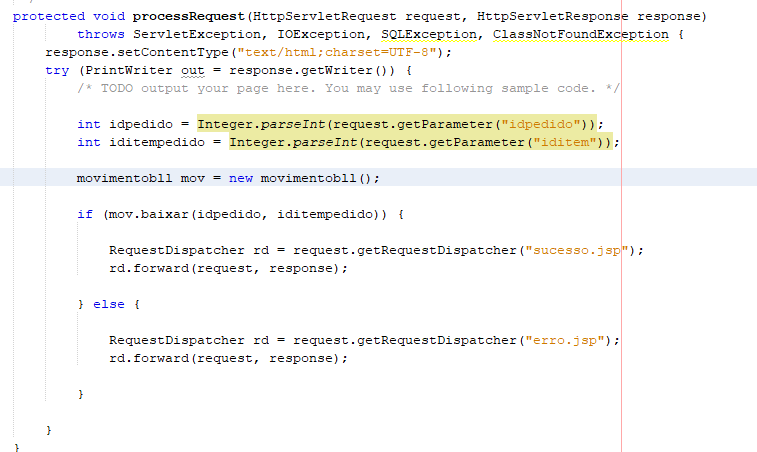 protected void processRequest(HttpServletRequest request, HttpServletResponse response)
throws ServletException, IOException, SQLException, ClassNotFoundException {
response.setContentType("text/html;charset=UTF-8");
try (PrintWriter out = response.getWriter()) {
/* TODO output your page here. You may use following sample code. */
int idpedido = Integer.parseInt(request.getParameter("idpedido"));
int iditempedido = Integer.parseInt(request.getParameter("iditem"));
movimentobll mov = new movimentobll();
if (mov.baixar(idpedido, iditempedido)) {
RequestDispatcher rd = request.getRequestDispatcher("sucesso.jsp");
rd.forward(request, response);
} else {
RequestDispatcher rd = request.getRequestDispatcher("erro.jsp");
rd.forward(request, response);
}
}
}